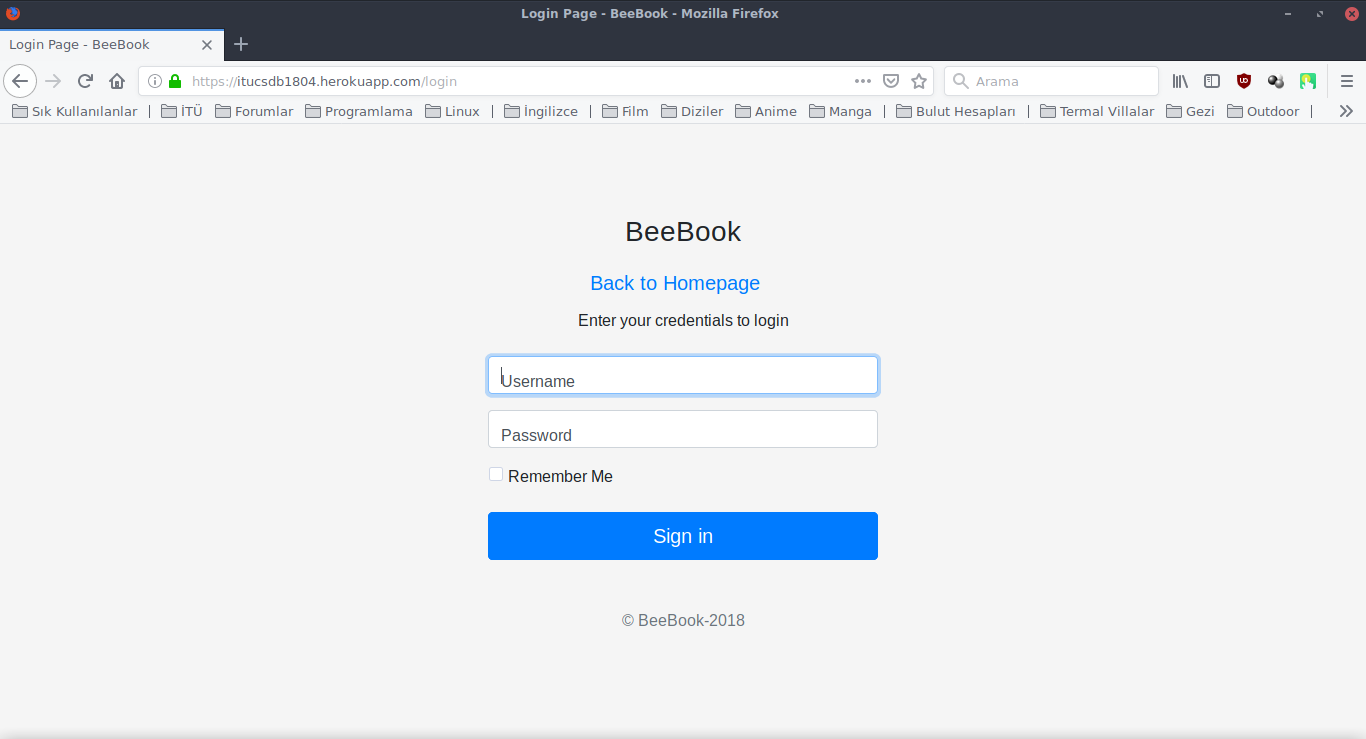 Login Page - BeeBook - Mozilla Firefox
Login Page - BeeBook
https://itucsdb1804.herokuapp.com/login
Arama
Sık Kullanılanlar | İTÜ Forumlar Programlama Linux | İngilizce | Film Diziler Anime Manga | Bulut Hesapları | Termal Villalar Gezi Outdoor |
BeeBook
Back to Homepage
Enter your credentials to login
Username
Password
Remember Me
Sign in
© BeeBook-2018